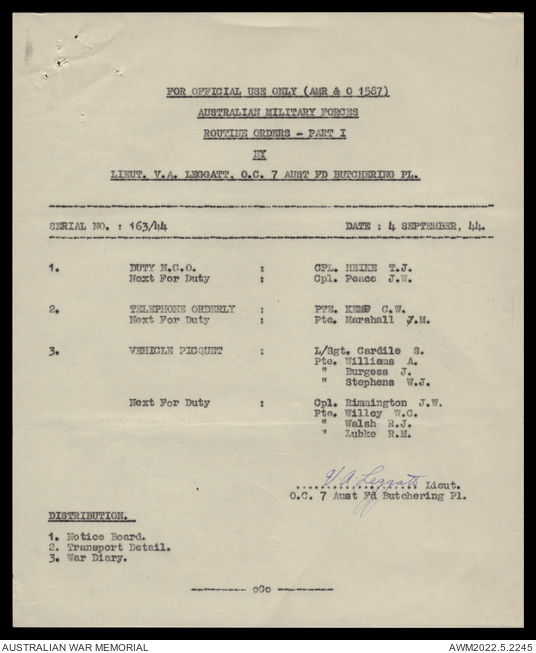 FOR OFFICIAL USE ONLY (AMR & O 1587)
AUSTRALIAN MILITARY FORCES
ROUTINE ORDERS - PART I
BY
LIEUT. V.A. LEGGATT. O.C. 7 AUST FD BUTCHERING PL.
SERIAL NO. : 163/44 DATE : 4 SEPTEMBER, 44.
1. DUTY N.C.O. : CPL. HEIKE T.J.
Next For Duty : Cpl. Peace J.W.
2. TELEPHONE ORDERLY : PTE. KEMP C.W.
Next For Duty : Pte. Marshall J.M.
3. VEHICLE PICQUET : L/Sgt. Cardile S.
Pte. Williams A.
" Burgess J.
" Stephens W.J.
Next For Duty : Cpl. Rimmington J.W.
Pte. Willey W.C.
" Walsh R.J.
" Lubke R.M.
V A Leggatt Lieut.
O.C. 7 Aust Fd Butchering Pl.
DISTRIBUTION.
1. Notice Board.
2. Transport Detail.
3. War Diary.
oOo
AUSTRALIAN WAR MEMORIAL AWM2022.5.2245